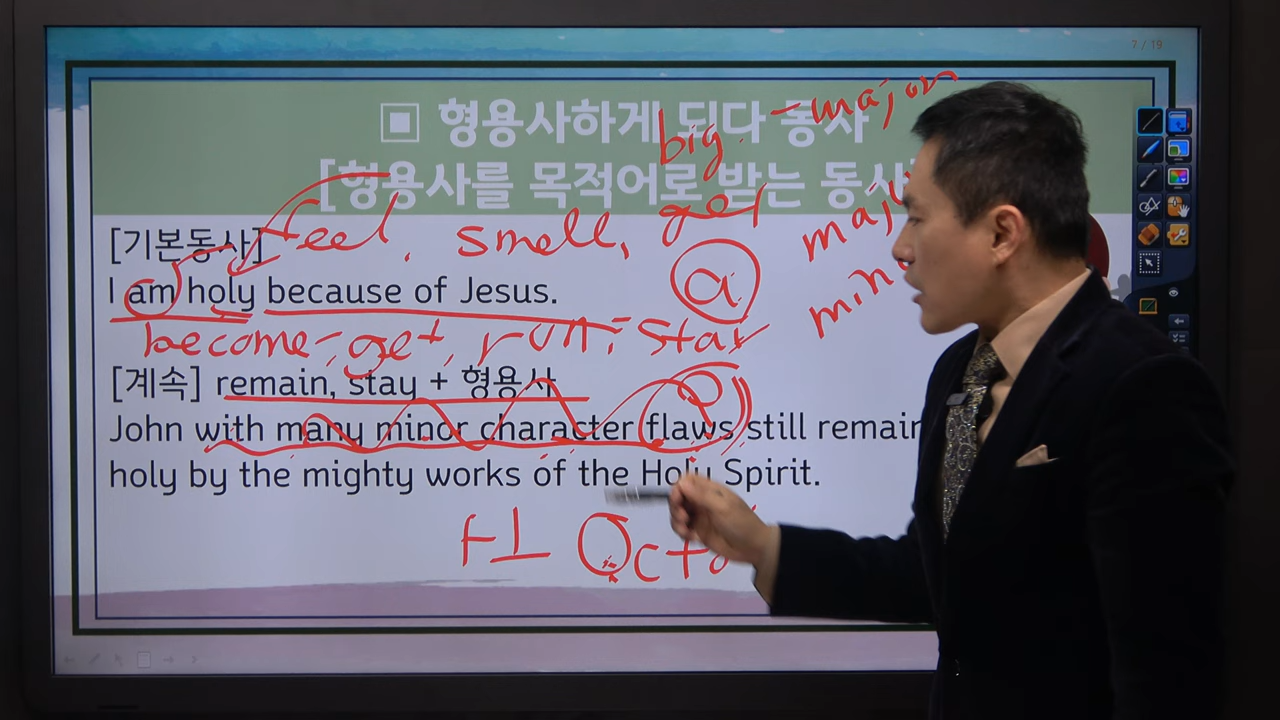 7 / 19
▣ 형용사하게 되다 동사
[형용사를 목적어로 받는 동사]
big - major
[기본동사] feel, smell, get
I am holy because of Jesus. a
become, get, run, stay
[계속] remain, stay + 형용사
John with many minor character flaws still remain
holy by the mighty works of the Holy Spirit.